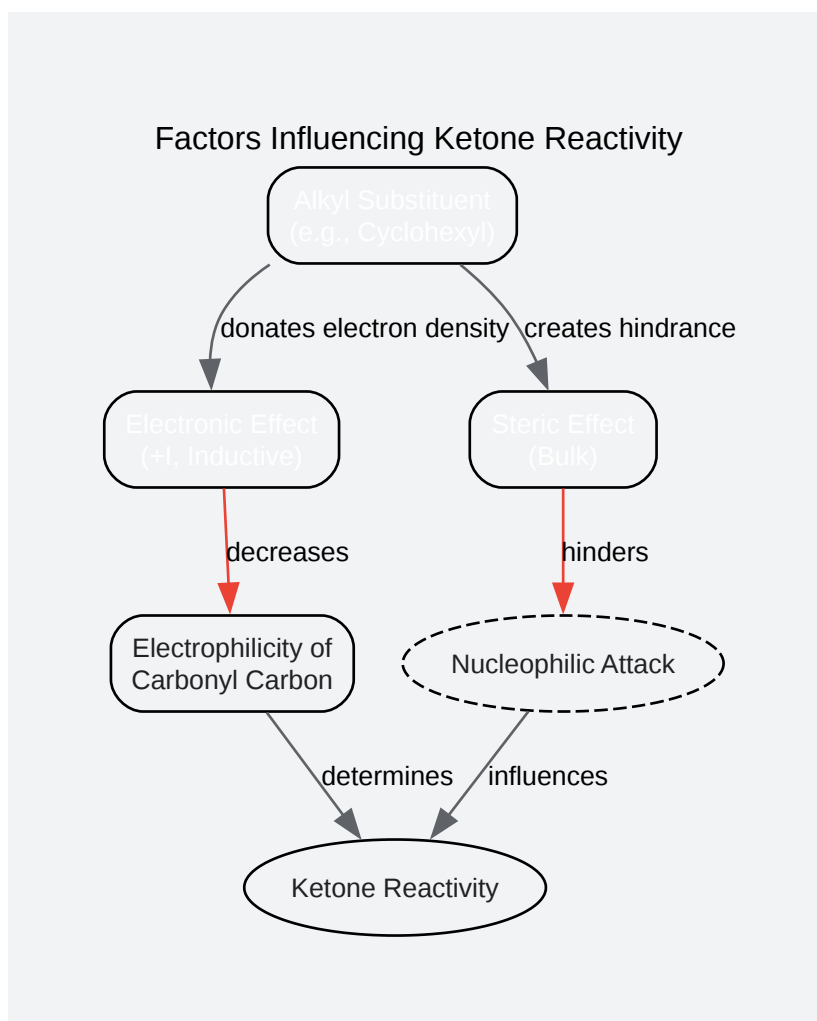 Factors Influencing Ketone Reactivity
Alkyl Substituent
(e.g., Cyclohexyl)
donates electron density
creates hindrance
Electronic Effect
(+I, Inductive)
Steric Effect
(Bulk)
decreases
hinders
Electrophilicity of
Carbonyl Carbon
Nucleophilic Attack
determines
influences
Ketone Reactivity